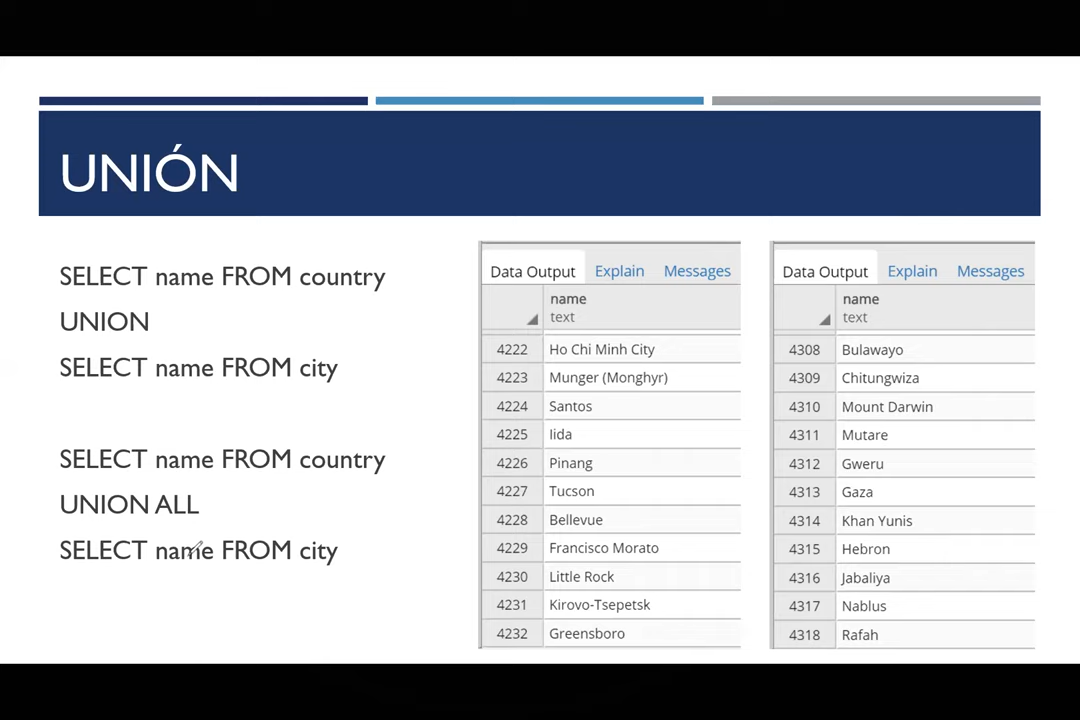 UNIÓN
SELECT name FROM country
UNION
SELECT name FROM city
SELECT name FROM country
UNION ALL
SELECT name FROM city
Data Output Explain Messages
name
text
4222 Ho Chi Minh City
4223 Munger (Monghyr)
4224 Santos
4225 Iida
4226 Pinang
4227 Tucson
4228 Bellevue
4229 Francisco Morato
4230 Little Rock
4231 Kirovo-Tsepetsk
4232 Greensboro
Data Output Explain Messages
name
text
4308 Bulawayo
4309 Chitungwiza
4310 Mount Darwin
4311 Mutare
4312 Gweru
4313 Gaza
4314 Khan Yunis
4315 Hebron
4316 Jabaliya
4317 Nablus
4318 Rafah